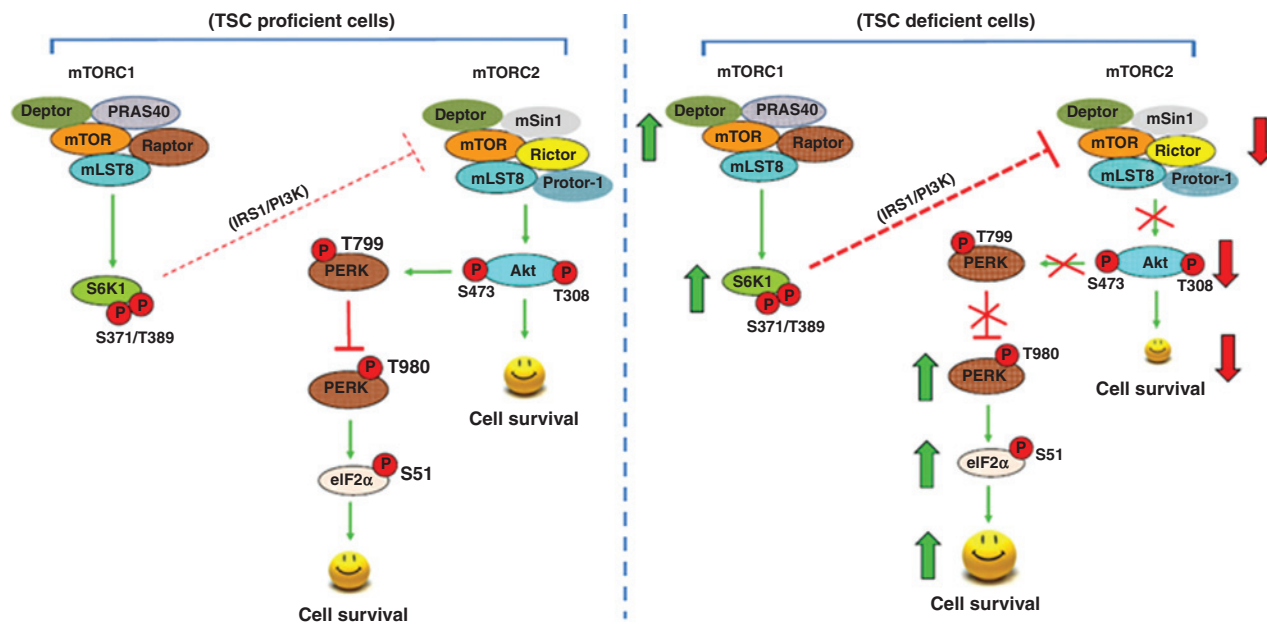 (TSC proficient cells)
mTORC1
mTORC2
Deptor
PRAS40
mTOR
Raptor
mLST8
Deptor
mSin1
mTOR
Rictor
mLST8
Protor-1
(IRS1/PI3K)
S6K1
P
P
S371/T389
P
T799
PERK
P
Akt
P
S473
T308
P
T980
PERK
Cell survival
P
eIF2α
S51
Cell survival
(TSC deficient cells)
mTORC1
mTORC2
Deptor
PRAS40
mTOR
Raptor
mLST8
Deptor
mSin1
mTOR
Rictor
mLST8
Protor-1
(IRS1/PI3K)
S6K1
P
P
S371/T389
P
T799
PERK
P
Akt
P
S473
T308
P
T980
PERK
Cell survival
P
eIF2α
S51
Cell survival